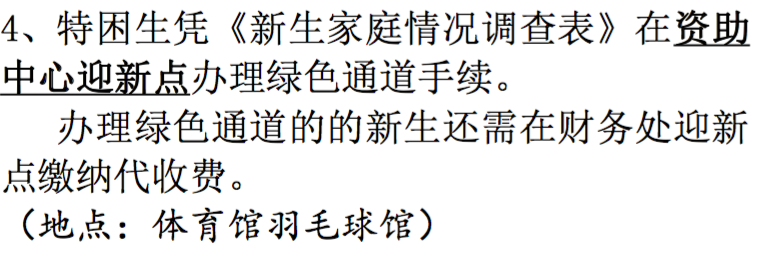 4、特困生凭《新生家庭情况调查表》在资助
中心迎新点办理绿色通道手续。
办理绿色通道的的新生还需在财务处迎新
点缴纳代收费。
（地点：体育馆羽毛球馆）